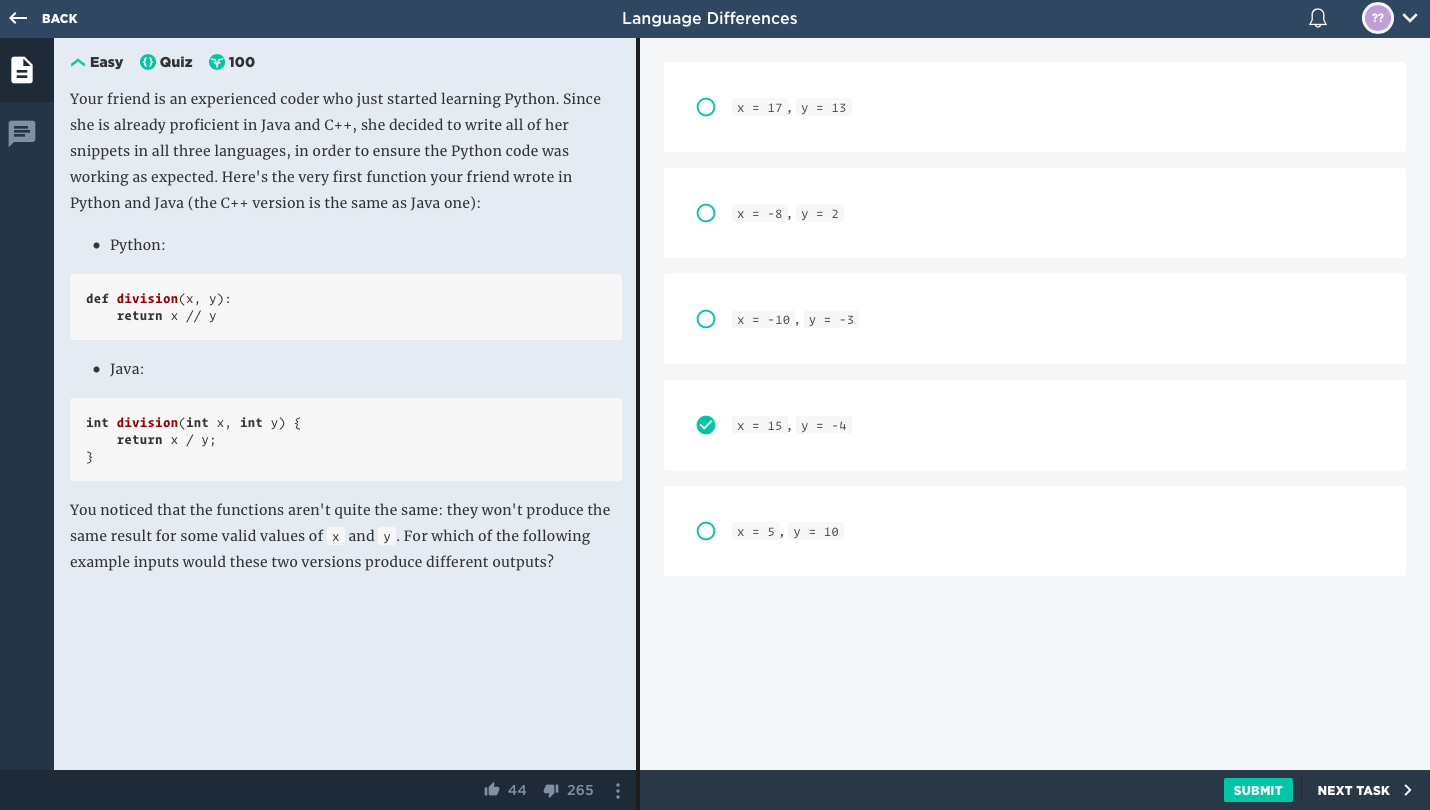 BACK
Language Differences
??
Easy Quiz 100
Your friend is an experienced coder who just started learning Python. Since
she is already proficient in Java and C++, she decided to write all of her
snippets in all three languages, in order to ensure the Python code was
working as expected. Here's the very first function your friend wrote in
Python and Java (the C++ version is the same as Java one):
• Python:
def division(x, y):
    return x // y
• Java:
int division(int x, int y) {
    return x / y;
}
You noticed that the functions aren't quite the same: they won't produce the
same result for some valid values of x and y. For which of the following
example inputs would these two versions produce different outputs?
x = 17, y = 13
x = -8, y = 2
x = -10, y = -3
x = 15, y = -4
x = 5, y = 10
44 265
SUBMIT
NEXT TASK